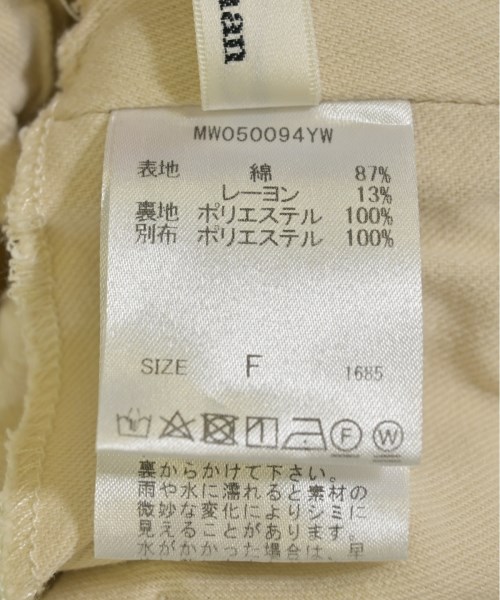 man
MW050094YW
表地 綿 87%
レーヨン 13%
裏地 ポリエステル 100%
別布 ポリエステル 100%
SIZE F 1685
F W
裏からかけて下さい。
雨や水に濡れると素材の
微妙な変化によりシミに
見えることがあります
水がかかった場合は、早